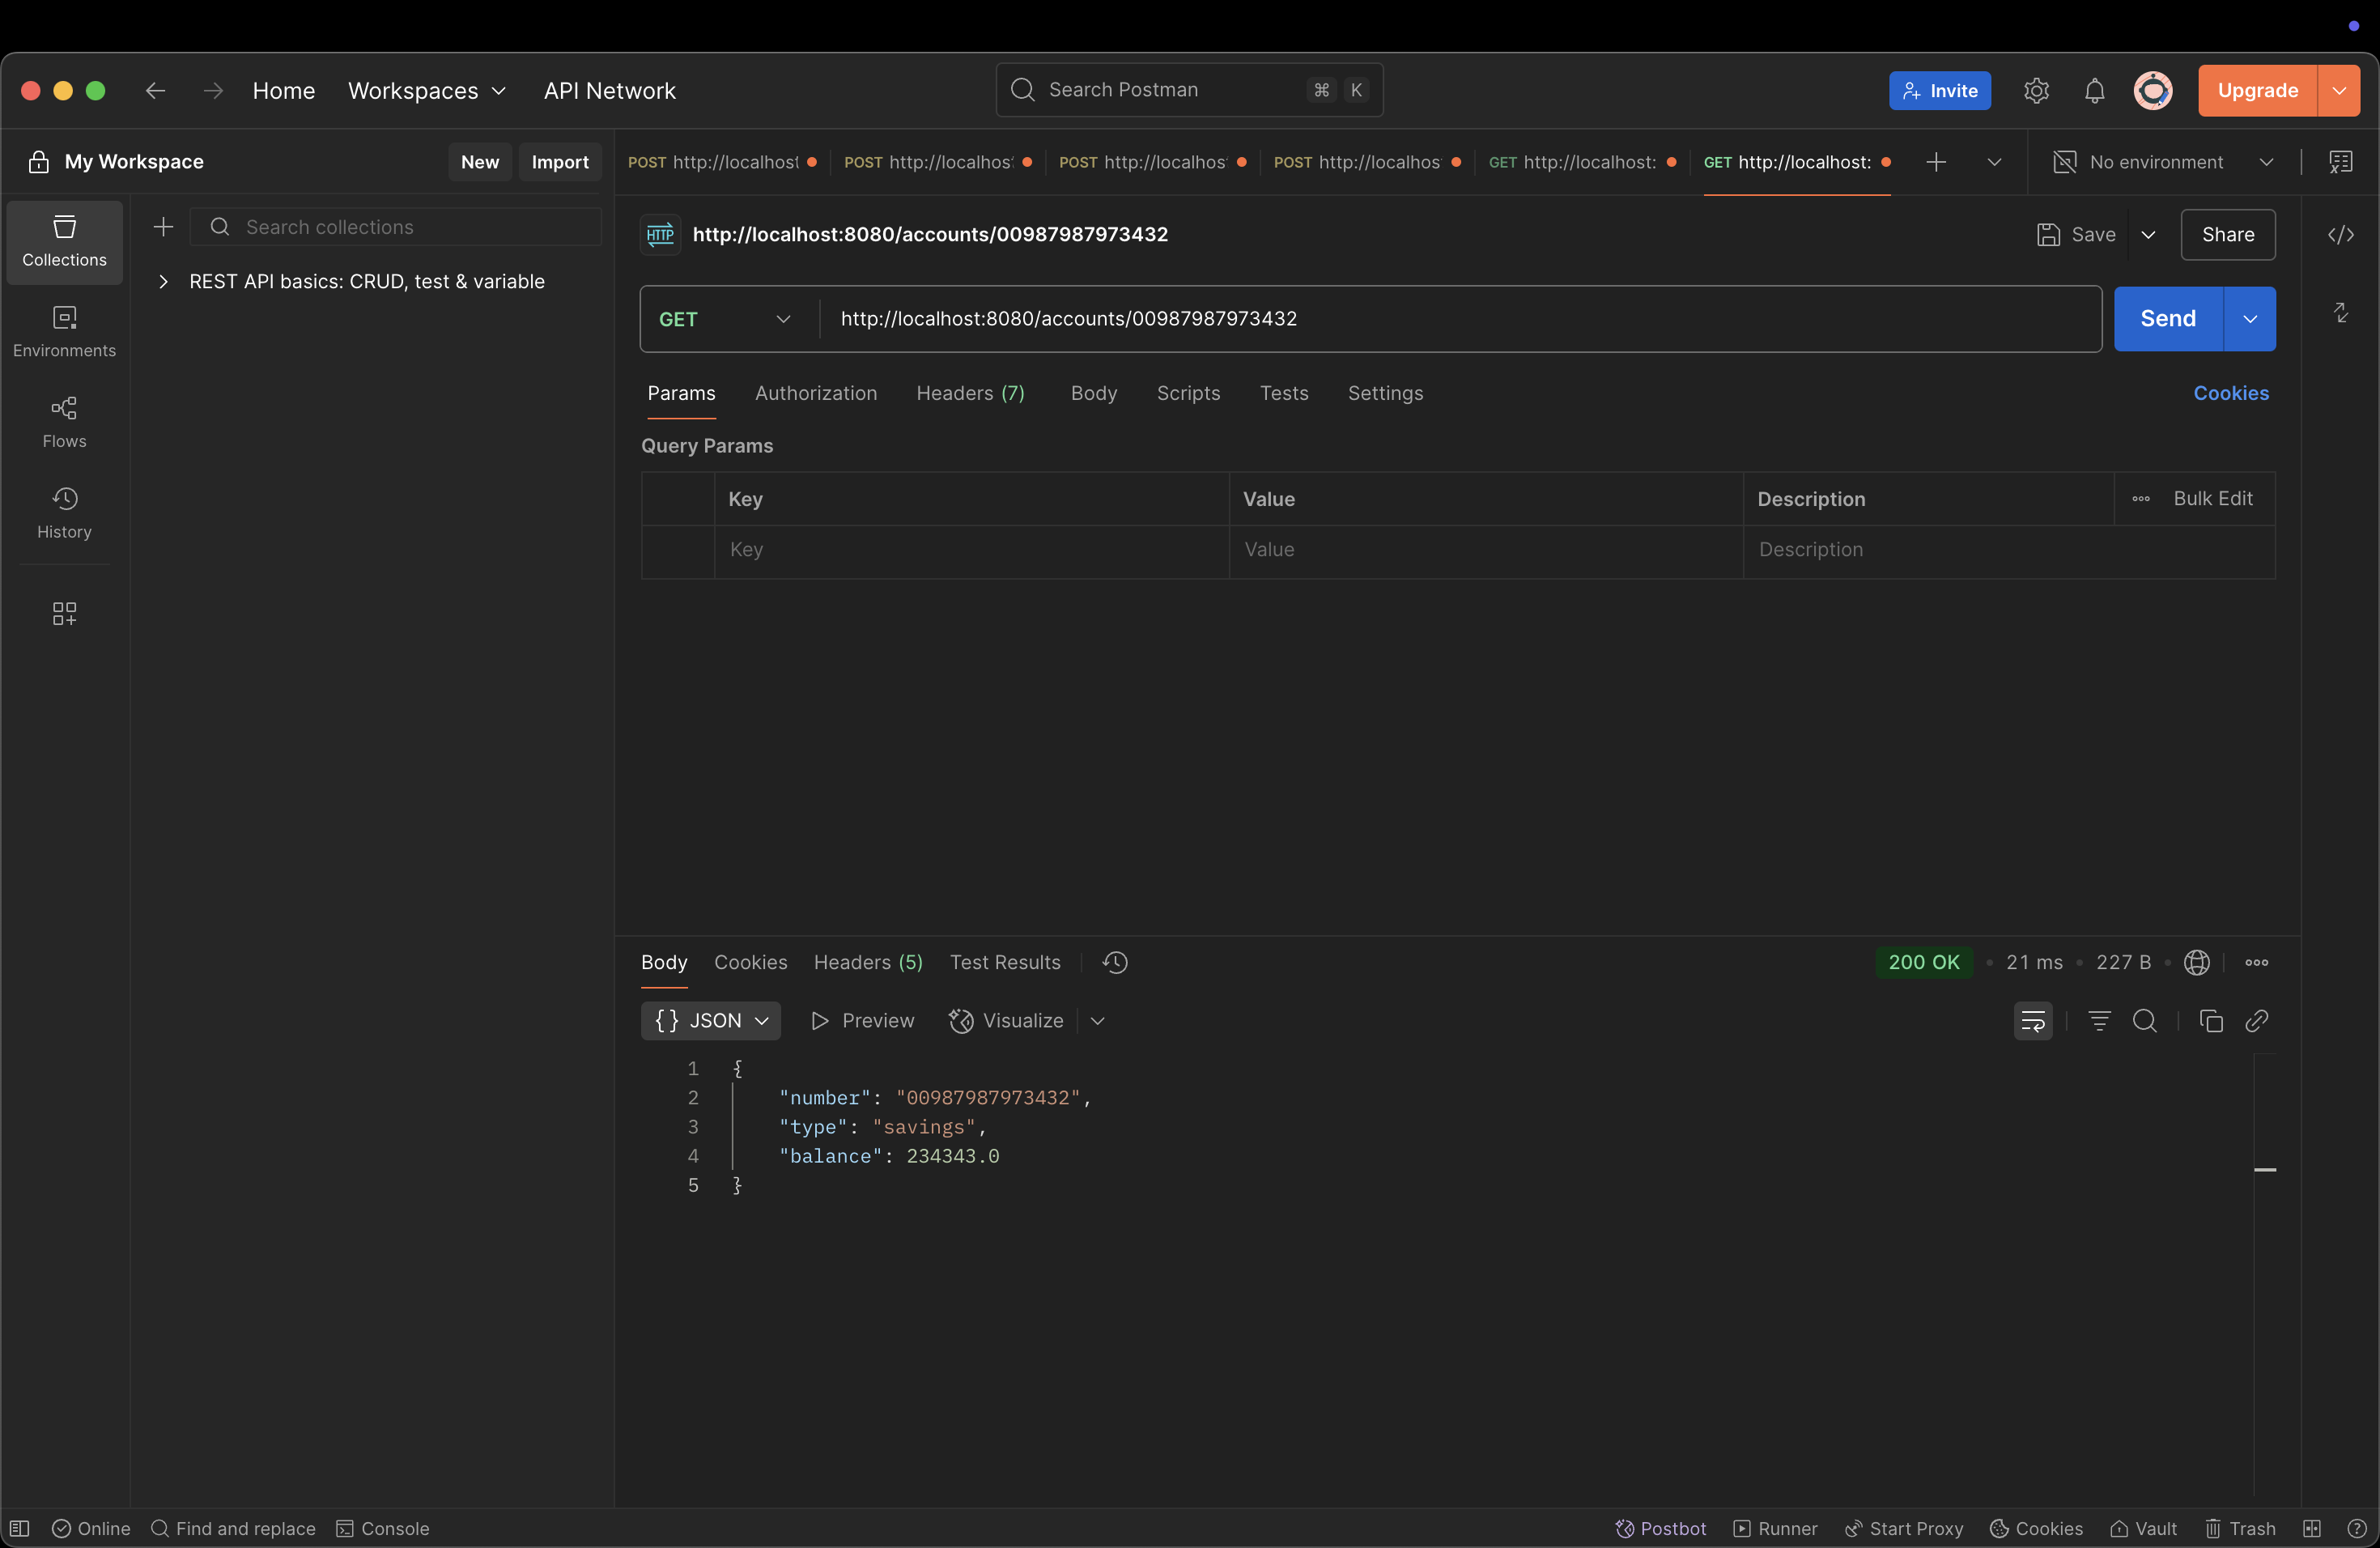 Home Workspaces API Network
Search Postman ⌘ K
Invite
Upgrade
My Workspace
New Import
POST http://localhost
POST http://localhos
POST http://localhos
POST http://localhos
GET http://localhost:
GET http://localhost:
No environment
Collections
Search collections
REST API basics: CRUD, test & variable
Environments
Flows
History
HTTP http://localhost:8080/accounts/00987987973432
Save
Share
GET http://localhost:8080/accounts/00987987973432
Send
Params Authorization Headers (7) Body Scripts Tests Settings
Cookies
Query Params
Key Value Description Bulk Edit
Key Value Description
Body Cookies Headers (5) Test Results
200 OK • 21 ms • 227 B •
{} JSON Preview Visualize
1 {
2 "number": "00987987973432",
3 "type": "savings",
4 "balance": 234343.0
5 }
Online Find and replace Console
Postbot Runner Start Proxy Cookies Vault Trash